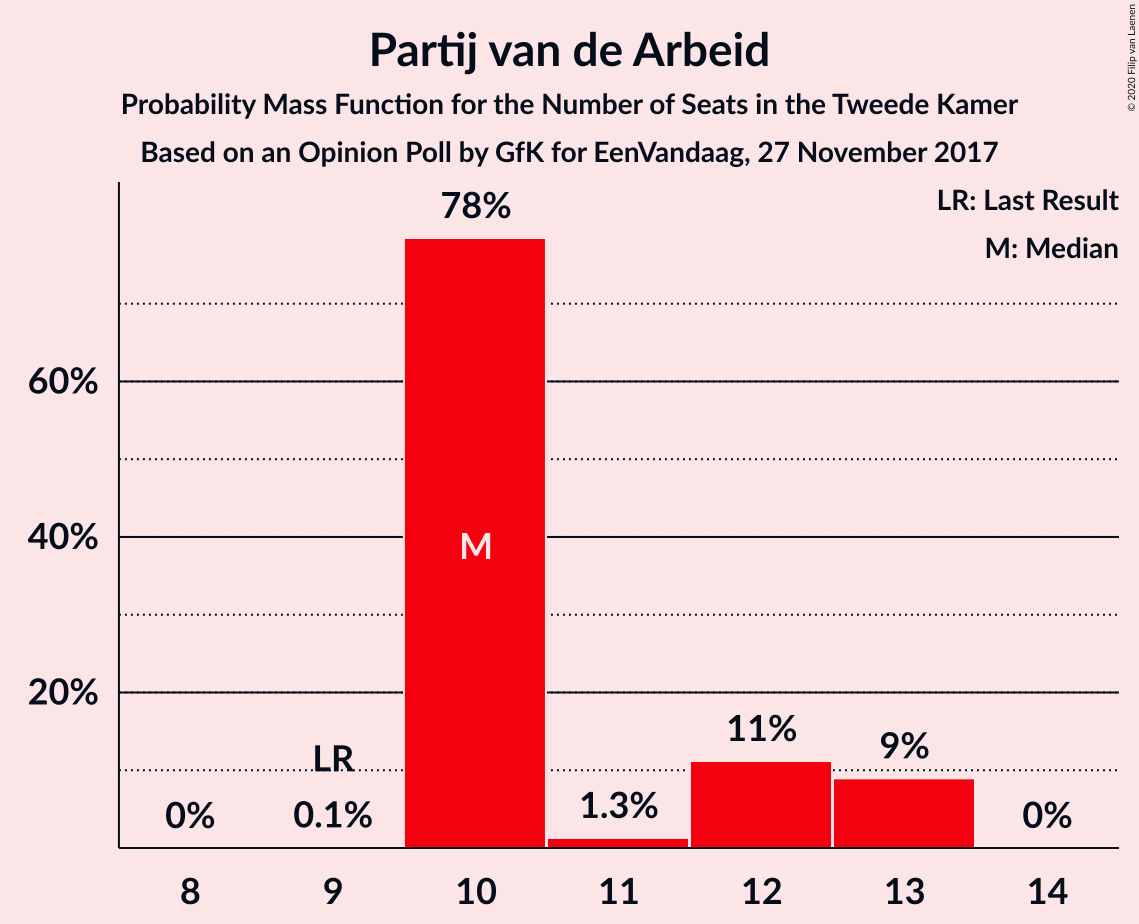 Partij van de Arbeid
Probability Mass Function for the Number of Seats in the Tweede Kamer
Based on an Opinion Poll by GfK for EenVandaag, 27 November 2017
© 2020 Filip van Laenen
LR: Last Result
M: Median
78%
60%
40%
20%
M
LR
0%
0.1%
1.3%
11%
9%
0%
8 9 10 11 12 13 14